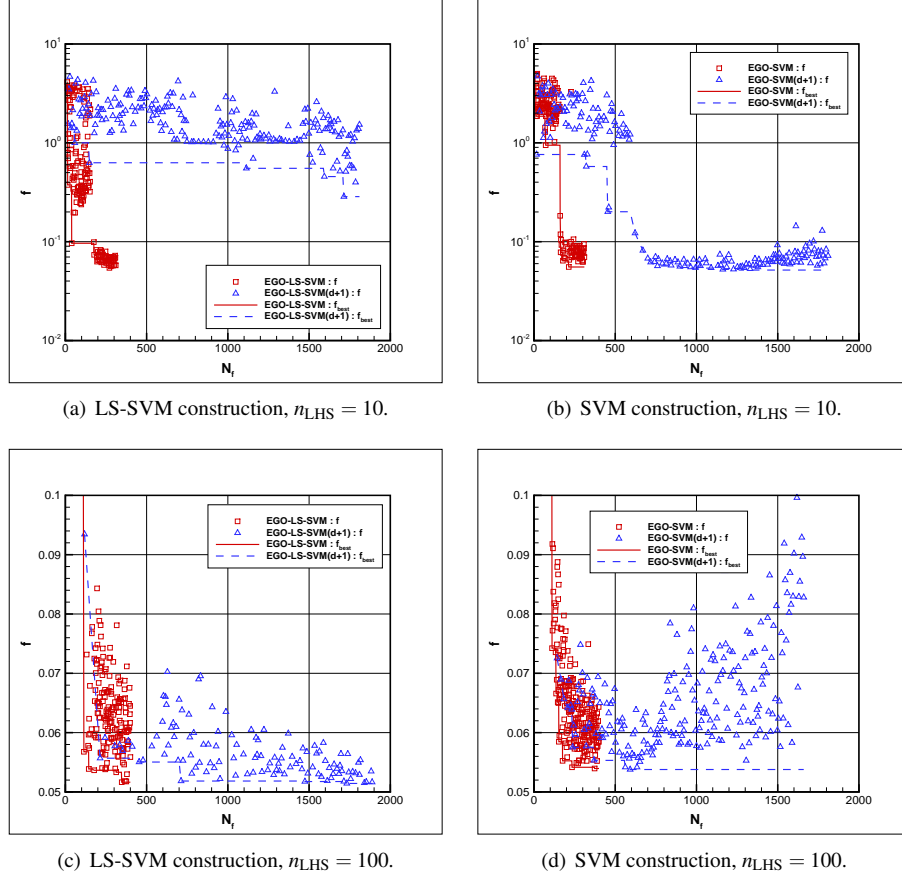 10^1
10^0
10^-1
10^-2
f
0 500 1000 1500 2000
N_f
EGO-LS-SVM : f
EGO-LS-SVM(d+1) : f
EGO-LS-SVM : f_best
EGO-LS-SVM(d+1) : f_best
(a) LS-SVM construction, n_LHS = 10.
10^1
10^0
10^-1
10^-2
f
0 500 1000 1500 2000
N_f
EGO-SVM : f
EGO-SVM(d+1) : f
EGO-SVM : f_best
EGO-SVM(d+1) : f_best
(b) SVM construction, n_LHS = 10.
0.1
0.09
0.08
0.07
0.06
0.05
f
0 500 1000 1500 2000
N_f
EGO-LS-SVM : f
EGO-LS-SVM(d+1) : f
EGO-LS-SVM : f_best
EGO-LS-SVM(d+1) : f_best
(c) LS-SVM construction, n_LHS = 100.
0.1
0.09
0.08
0.07
0.06
0.05
f
0 500 1000 1500 2000
N_f
EGO-SVM : f
EGO-SVM(d+1) : f
EGO-SVM : f_best
EGO-SVM(d+1) : f_best
(d) SVM construction, n_LHS = 100.